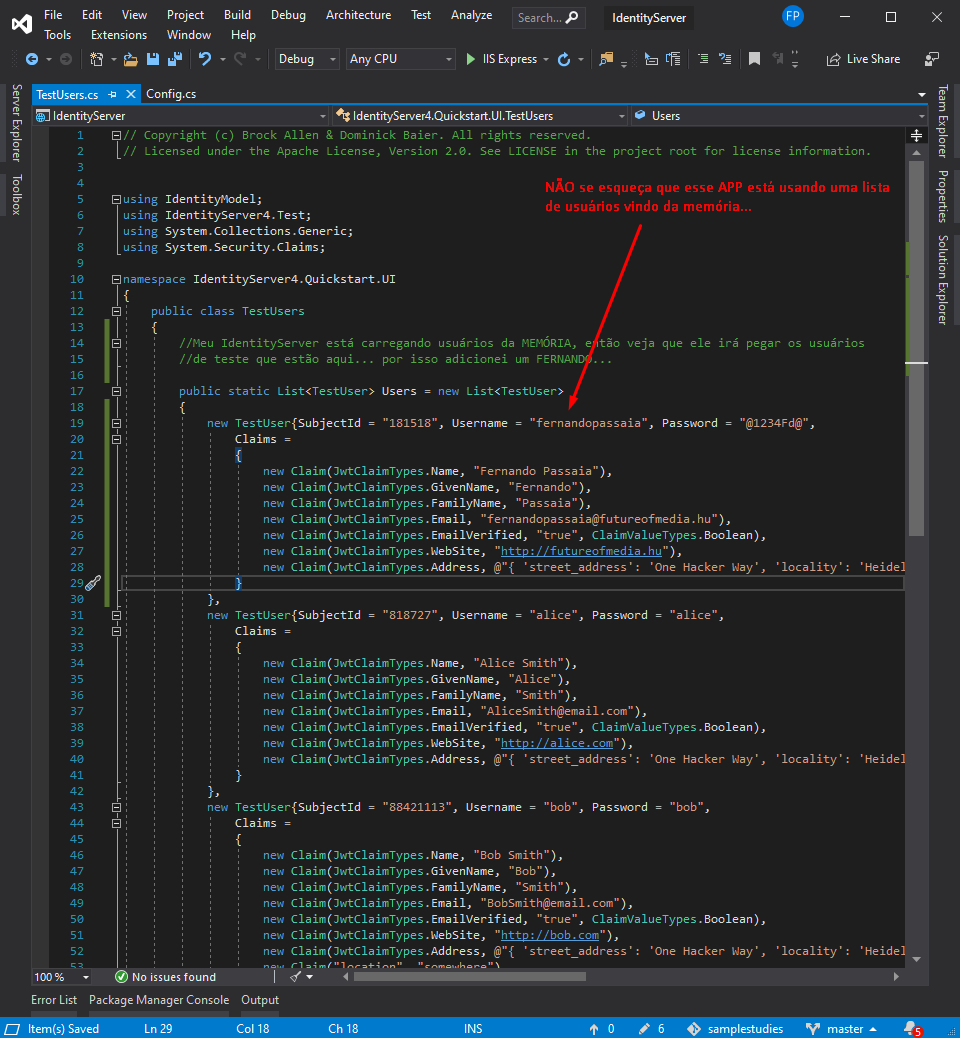 File Edit View Project Build Debug Architecture Test Analyze Search... IdentityServer FP
Tools Extensions Window Help
Debug Any CPU IIS Express Live Share
TestUsers.cs Config.cs
IdentityServer IdentityServer4.Quickstart.UI.TestUsers Users
Server Explorer
Toolbox
Team Explorer
Properties
Solution Explorer
NÃO se esqueça que esse APP está usando uma lista
de usuários vindo da memória...
1 // Copyright (c) Brock Allen & Dominick Baier. All rights reserved.
2 // Licensed under the Apache License, Version 2.0. See LICENSE in the project root for license information.
3
4
5 using IdentityModel;
6 using IdentityServer4.Test;
7 using System.Collections.Generic;
8 using System.Security.Claims;
9
10 namespace IdentityServer4.Quickstart.UI
11 {
12 public class TestUsers
13 {
14 //Meu IdentityServer está carregando usuários da MEMÓRIA, então veja que ele irá pegar os usuários
15 //de teste que estão aqui... por isso adicionei um FERNANDO...
16
17 public static List<TestUser> Users = new List<TestUser>
18 {
19 new TestUser{SubjectId = "181518", Username = "fernandopassaia", Password = "@1234Fd@",
20 Claims =
21 {
22 new Claim(JwtClaimTypes.Name, "Fernando Passaia"),
23 new Claim(JwtClaimTypes.GivenName, "Fernando"),
24 new Claim(JwtClaimTypes.FamilyName, "Passaia"),
25 new Claim(JwtClaimTypes.Email, "fernandopassaia@futureofmedia.hu"),
26 new Claim(JwtClaimTypes.EmailVerified, "true", ClaimValueTypes.Boolean),
27 new Claim(JwtClaimTypes.WebSite, "http://futureofmedia.hu"),
28 new Claim(JwtClaimTypes.Address, @"{ 'street_address': 'One Hacker Way', 'locality': 'Heidel
29 }
30 },
31 new TestUser{SubjectId = "818727", Username = "alice", Password = "alice",
32 Claims =
33 {
34 new Claim(JwtClaimTypes.Name, "Alice Smith"),
35 new Claim(JwtClaimTypes.GivenName, "Alice"),
36 new Claim(JwtClaimTypes.FamilyName, "Smith"),
37 new Claim(JwtClaimTypes.Email, "AliceSmith@email.com"),
38 new Claim(JwtClaimTypes.EmailVerified, "true", ClaimValueTypes.Boolean),
39 new Claim(JwtClaimTypes.WebSite, "http://alice.com"),
40 new Claim(JwtClaimTypes.Address, @"{ 'street_address': 'One Hacker Way', 'locality': 'Heidel
41 }
42 },
43 new TestUser{SubjectId = "88421113", Username = "bob", Password = "bob",
44 Claims =
45 {
46 new Claim(JwtClaimTypes.Name, "Bob Smith"),
47 new Claim(JwtClaimTypes.GivenName, "Bob"),
48 new Claim(JwtClaimTypes.FamilyName, "Smith"),
49 new Claim(JwtClaimTypes.Email, "BobSmith@email.com"),
50 new Claim(JwtClaimTypes.EmailVerified, "true", ClaimValueTypes.Boolean),
51 new Claim(JwtClaimTypes.WebSite, "http://bob.com"),
52 new Claim(JwtClaimTypes.Address, @"{ 'street_address': 'One Hacker Way', 'locality': 'Heidel
53 new Claim("location", "somewhere")
100 % No issues found
Error List Package Manager Console Output
Item(s) Saved Ln 29 Col 18 Ch 18 INS 0 6 samplestudies master 5